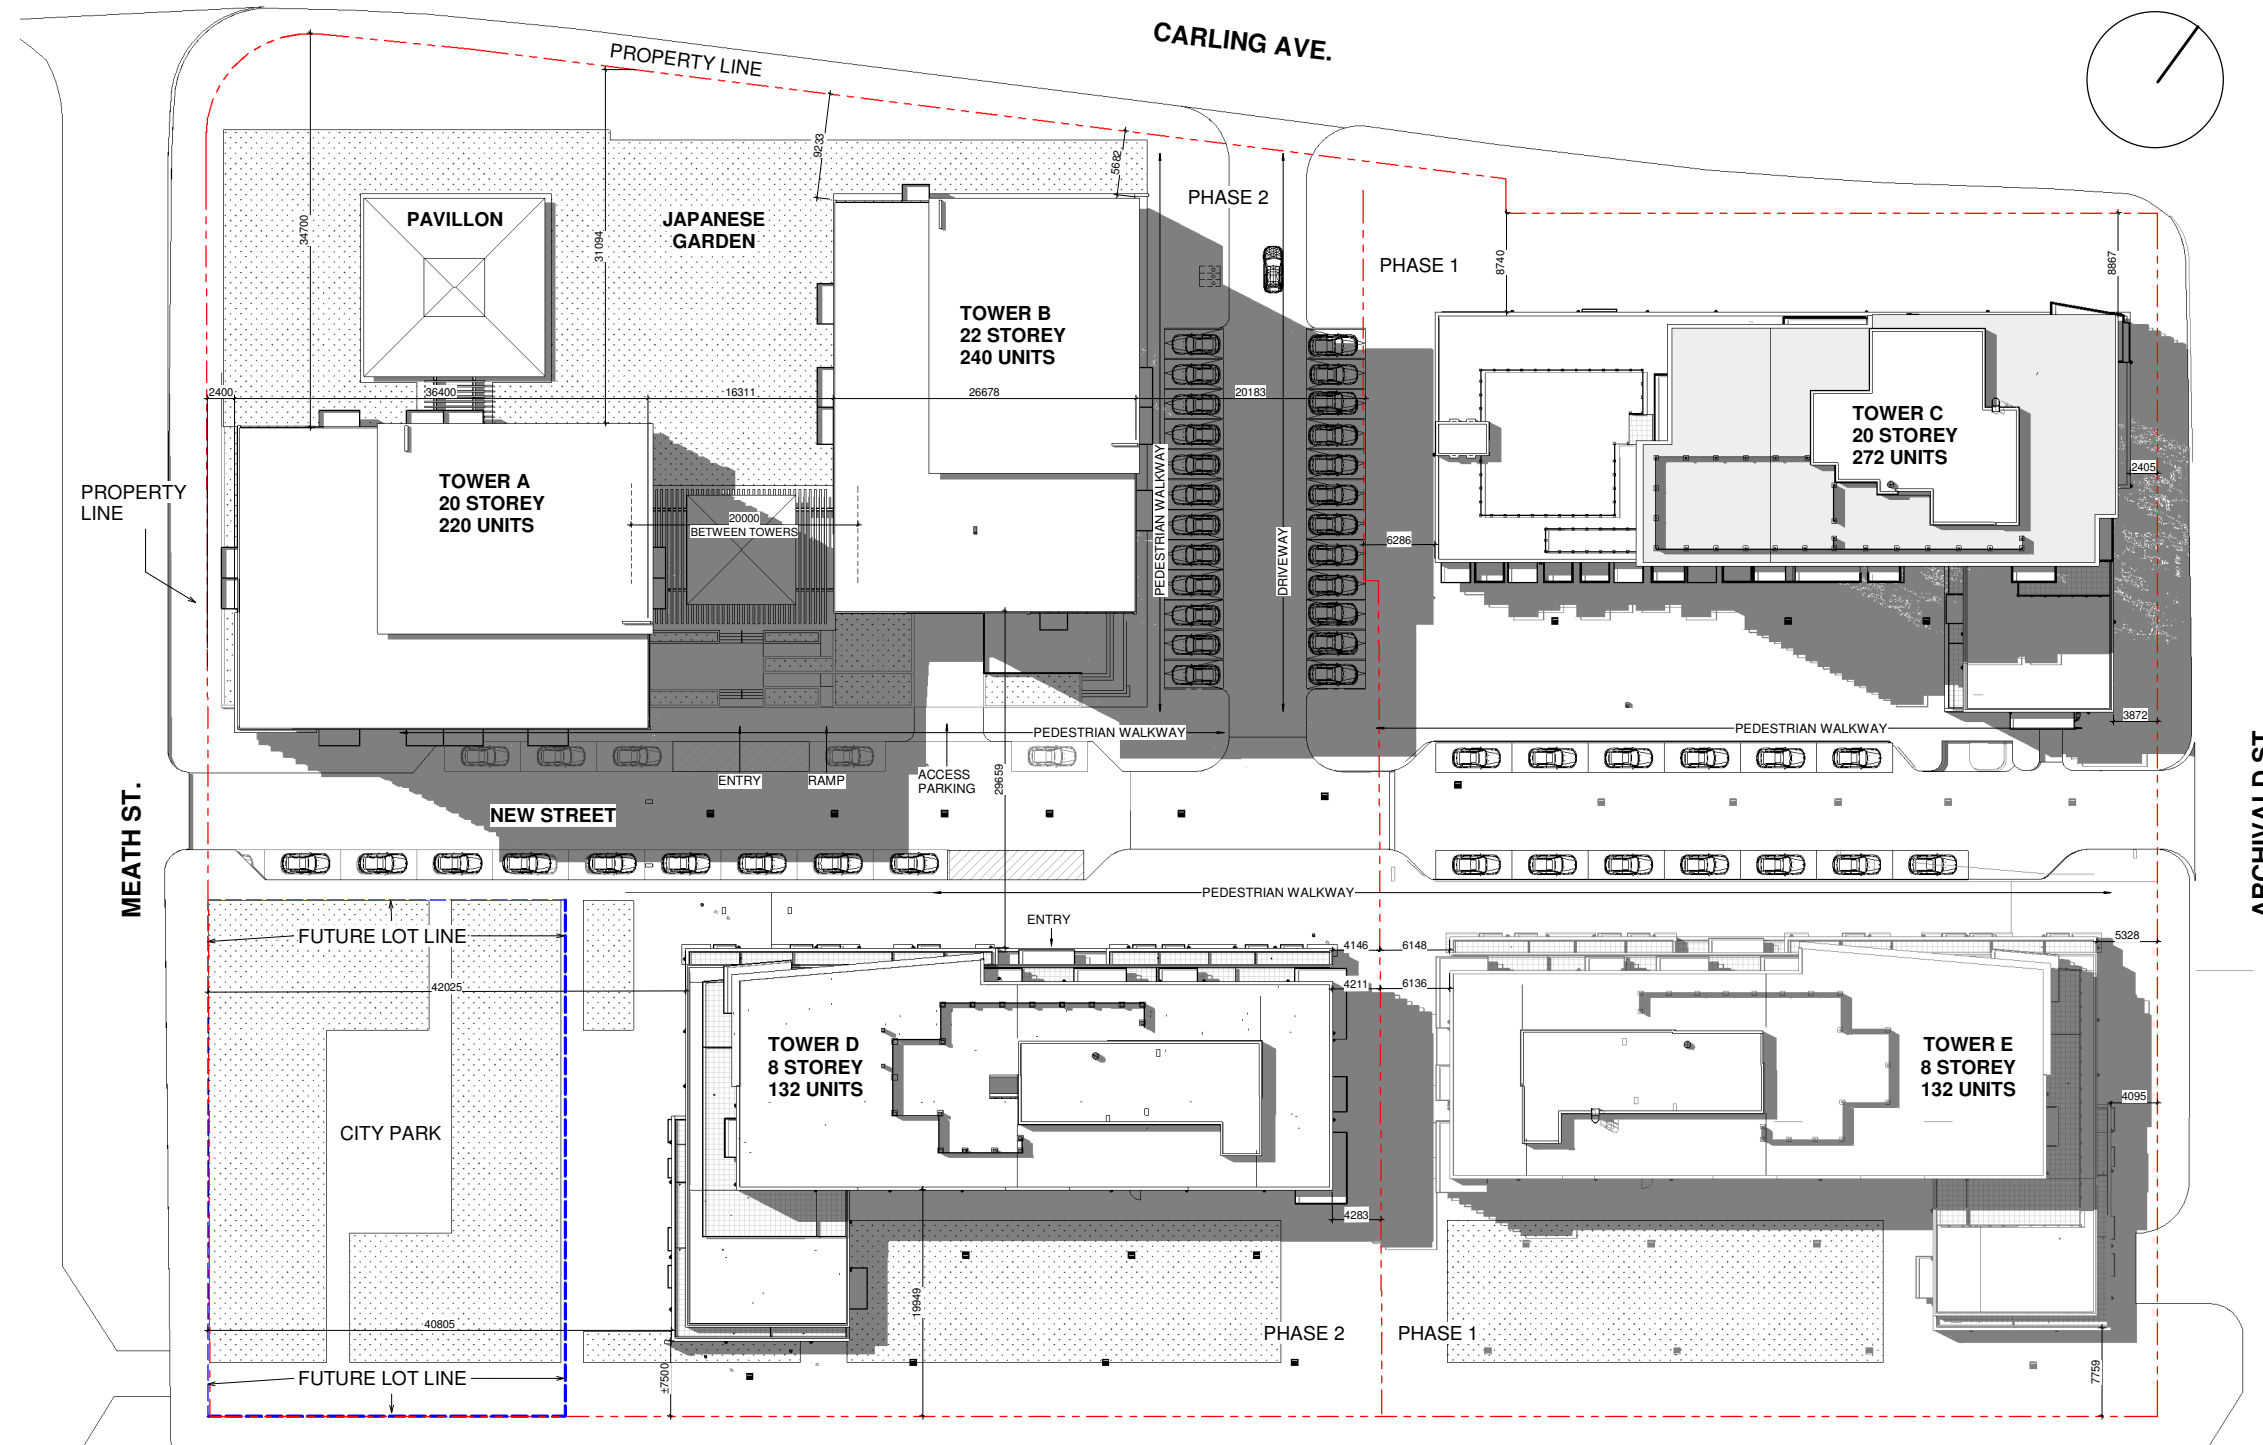 CARLING AVE.
PROPERTY LINE
34700
31094
9233
5682
PHASE 2
PHASE 1
8740
8867
PAVILLON
JAPANESE
GARDEN
TOWER B
22 STOREY
240 UNITS
2400
36400
16311
26678
20183
TOWER C
20 STOREY
272 UNITS
2405
TOWER A
20 STOREY
220 UNITS
PROPERTY
LINE
20000
BETWEEN TOWERS
PEDESTRIAN WALKWAY
DRIVEWAY
6286
3872
PEDESTRIAN WALKWAY
PEDESTRIAN WALKWAY
ENTRY
RAMP
ACCESS
PARKING
29659
MEATH ST.
NEW STREET
ARCHIVALD ST.
PEDESTRIAN WALKWAY
ENTRY
FUTURE LOT LINE
4146
6148
5328
42025
4211
6136
TOWER D
8 STOREY
132 UNITS
TOWER E
8 STOREY
132 UNITS
4095
CITY PARK
4283
19949
40805
PHASE 2
PHASE 1
FUTURE LOT LINE
±7500
7759